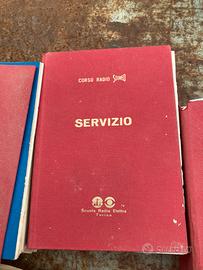 CORSO RADIO STEREO
SERVIZIO
Scuola Radio Elettra
Torino